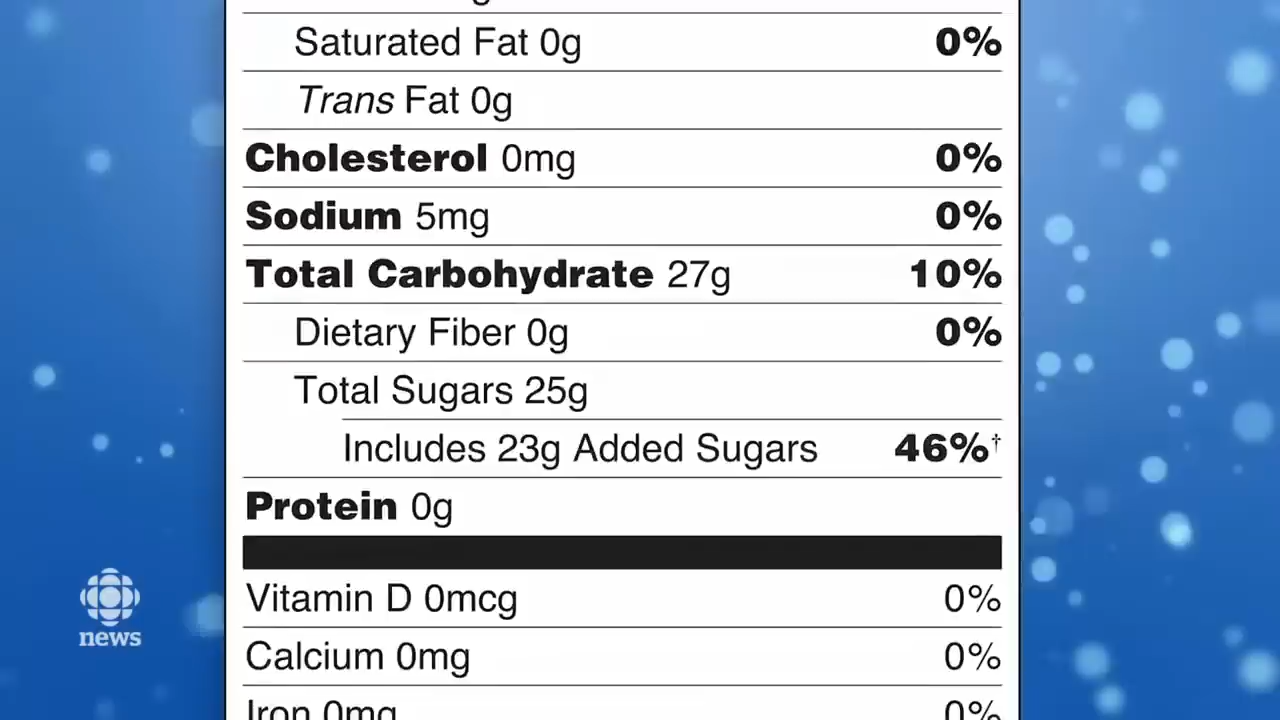 Saturated Fat 0g 0%
Trans Fat 0g
Cholesterol 0mg 0%
Sodium 5mg 0%
Total Carbohydrate 27g 10%
Dietary Fiber 0g 0%
Total Sugars 25g
Includes 23g Added Sugars 46%†
Protein 0g
Vitamin D 0mcg 0%
Calcium 0mg 0%
Iron 0mg 0%
news